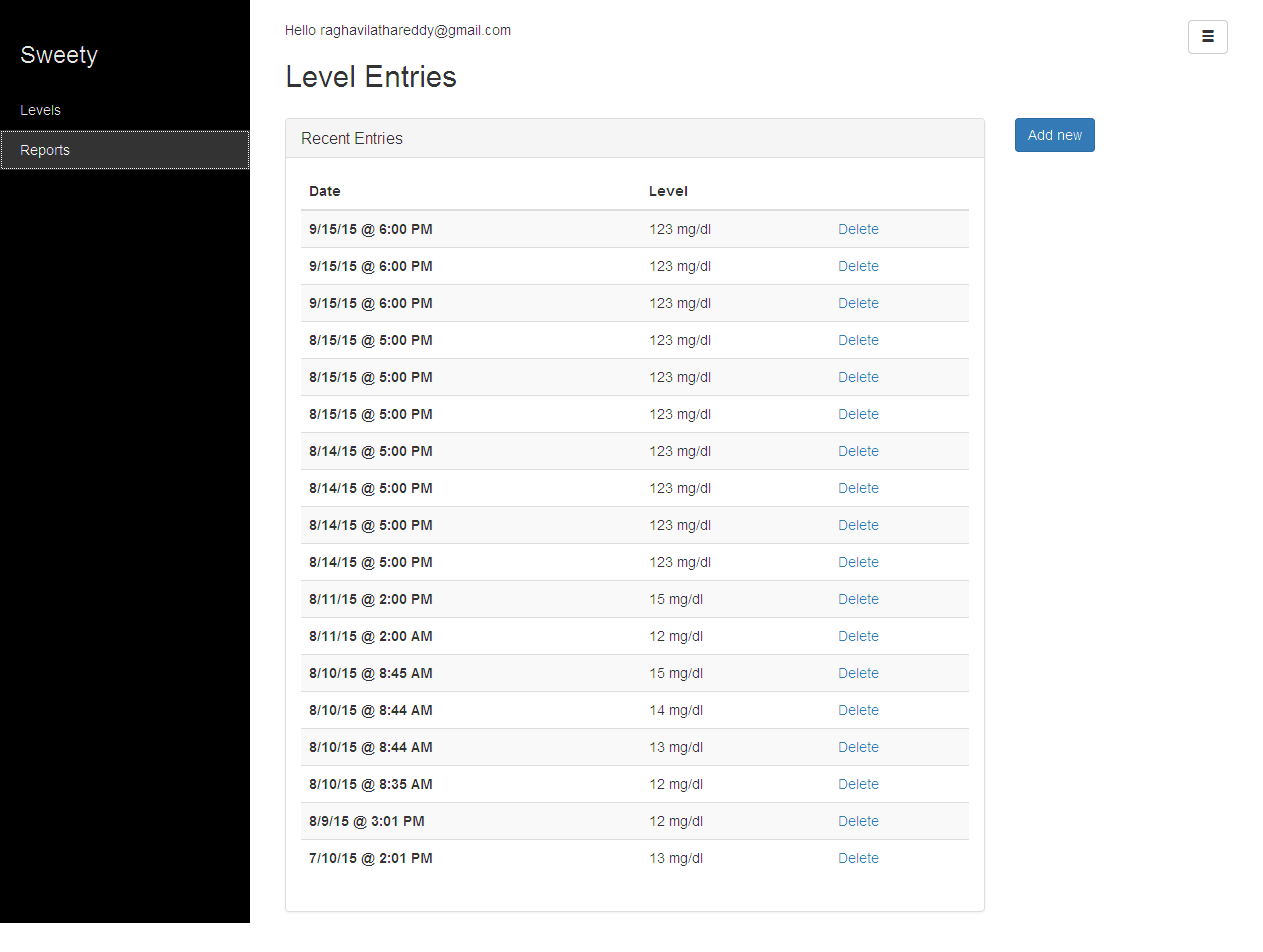 Hello raghavilathareddy@gmail.com
Sweety
Level Entries
Levels
Reports
Recent Entries
Add new
Date Level
9/15/15 @ 6:00 PM 123 mg/dl Delete
9/15/15 @ 6:00 PM 123 mg/dl Delete
9/15/15 @ 6:00 PM 123 mg/dl Delete
8/15/15 @ 5:00 PM 123 mg/dl Delete
8/15/15 @ 5:00 PM 123 mg/dl Delete
8/15/15 @ 5:00 PM 123 mg/dl Delete
8/14/15 @ 5:00 PM 123 mg/dl Delete
8/14/15 @ 5:00 PM 123 mg/dl Delete
8/14/15 @ 5:00 PM 123 mg/dl Delete
8/14/15 @ 5:00 PM 123 mg/dl Delete
8/11/15 @ 2:00 PM 15 mg/dl Delete
8/11/15 @ 2:00 AM 12 mg/dl Delete
8/10/15 @ 8:45 AM 15 mg/dl Delete
8/10/15 @ 8:44 AM 14 mg/dl Delete
8/10/15 @ 8:44 AM 13 mg/dl Delete
8/10/15 @ 8:35 AM 12 mg/dl Delete
8/9/15 @ 3:01 PM 12 mg/dl Delete
7/10/15 @ 2:01 PM 13 mg/dl Delete